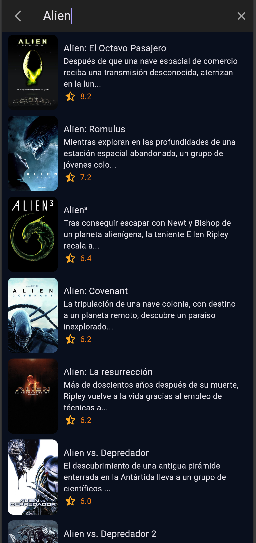 Alien
ALIEN
Alien: El Octavo Pasajero
Después de que una nave espacial de comercio
reciba una transmisión desconocida, aterrizan
en la lun...
8.2
Alien: Romulus
Mientras exploran en las profundidades de una
estación espacial abandonada, un grupo de
jóvenes colo...
7.2
ALIEN³
Alien³
Tras conseguir escapar con Newt y Bishop de
un planeta alienígena, la teniente Ellen Ripley
recala a...
6.4
ALIEN
Alien: Covenant
La tripulación de una nave colonia, con destino
a un planeta remoto, descubre un paraíso
inexplorado...
6.2
Alien: La resurrección
Más de doscientos años después de su muerte,
Ripley vuelve a la vida gracias al empleo de
técnicas a...
6.2
Alien vs. Depredador
El descubrimiento de una antigua pirámide
enterrada en la Antártida lleva a un grupo de
científicos ...
6.0
Alien vs. Depredador 2